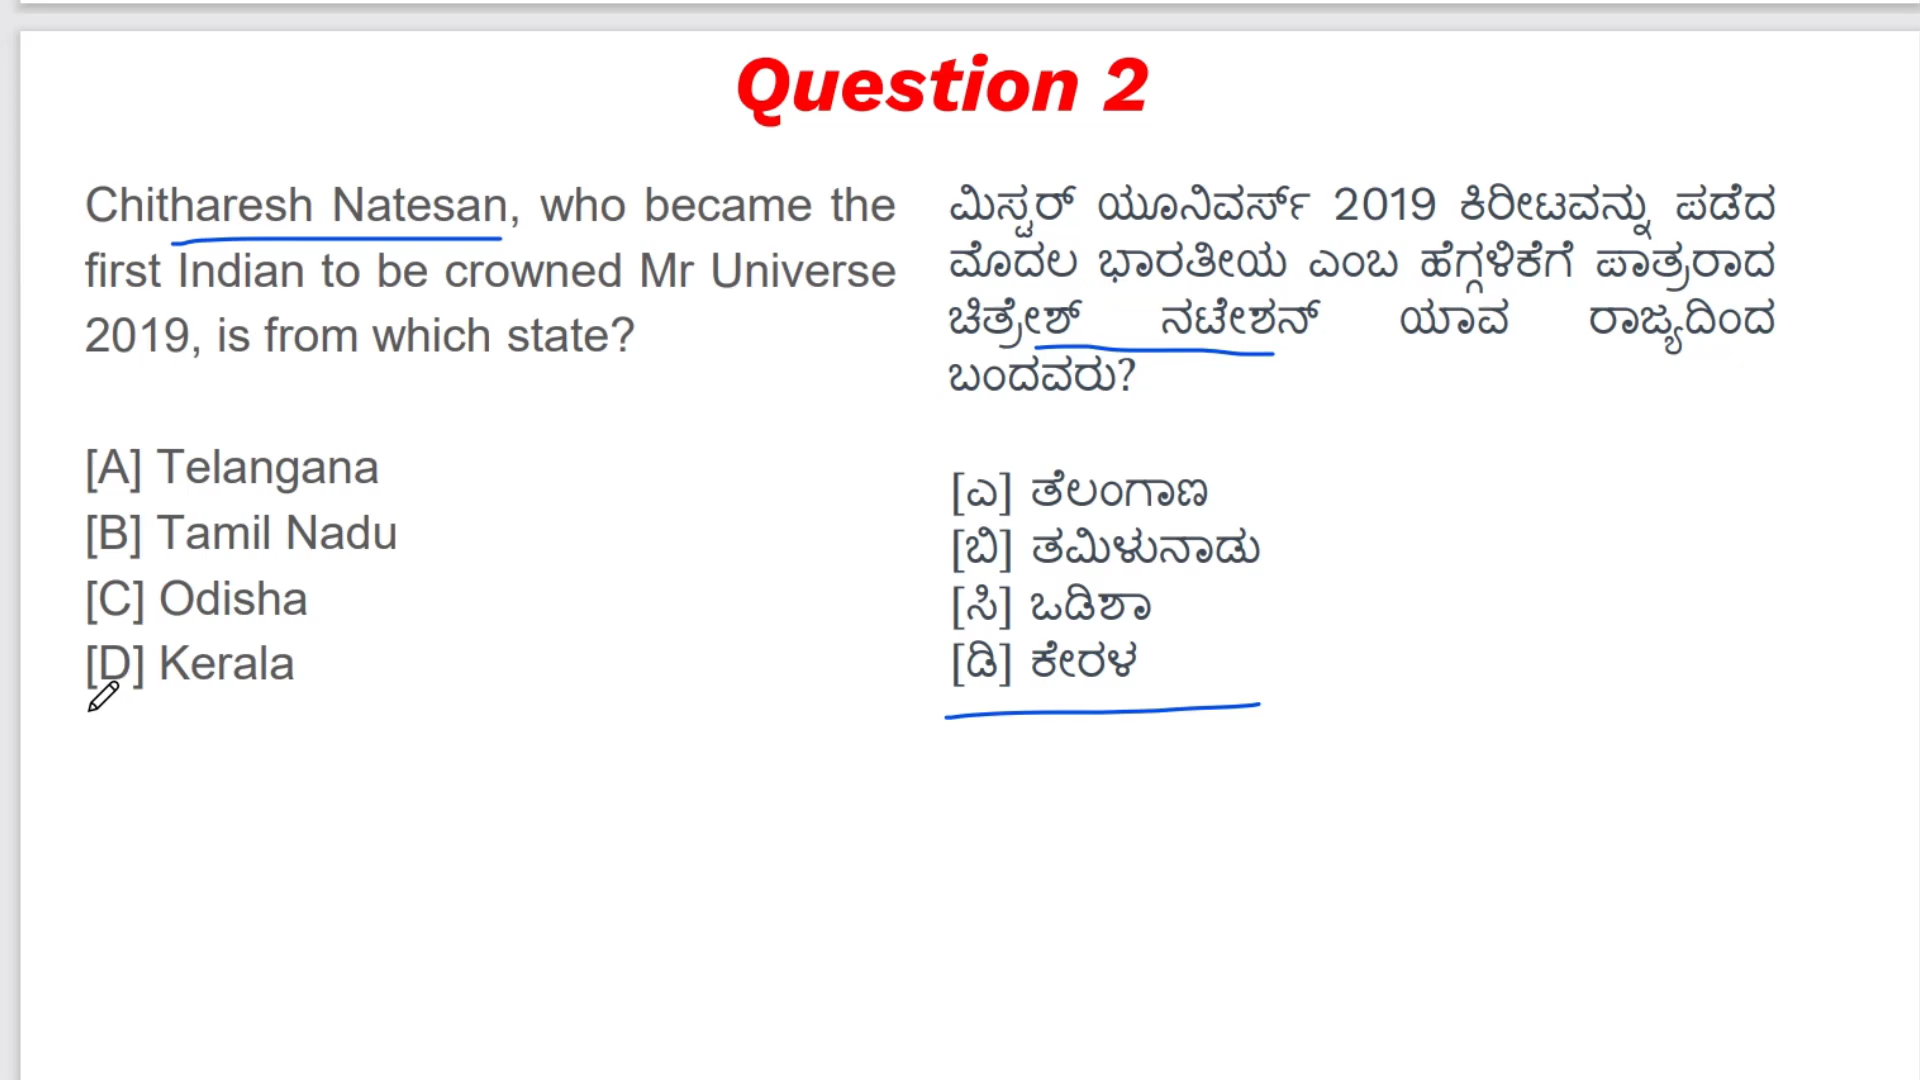 Question 2
Chitharesh Natesan, who became the
first Indian to be crowned Mr Universe
2019, is from which state?
[A] Telangana
[B] Tamil Nadu
[C] Odisha
[D] Kerala
ಮಿಸ್ಟರ್ ಯೂನಿವರ್ಸ್ 2019 ಕಿರೀಟವನ್ನು ಪಡೆದ
ಮೊದಲ ಭಾರತೀಯ ಎಂಬ ಹೆಗ್ಗಳಿಕೆಗೆ ಪಾತ್ರರಾದ
ಚಿತ್ರೇಶ್ ನಟೇಶನ್ ಯಾವ ರಾಜ್ಯದಿಂದ
ಬಂದವರು?
[ಎ] ತೆಲಂಗಾಣ
[ಬಿ] ತಮಿಳುನಾಡು
[ಸಿ] ಒಡಿಶಾ
[ಡಿ] ಕೇರಳ